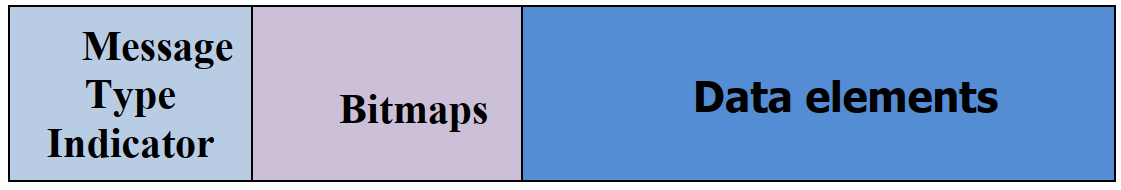 Message
Type
Indicator
Bitmaps
Data elements